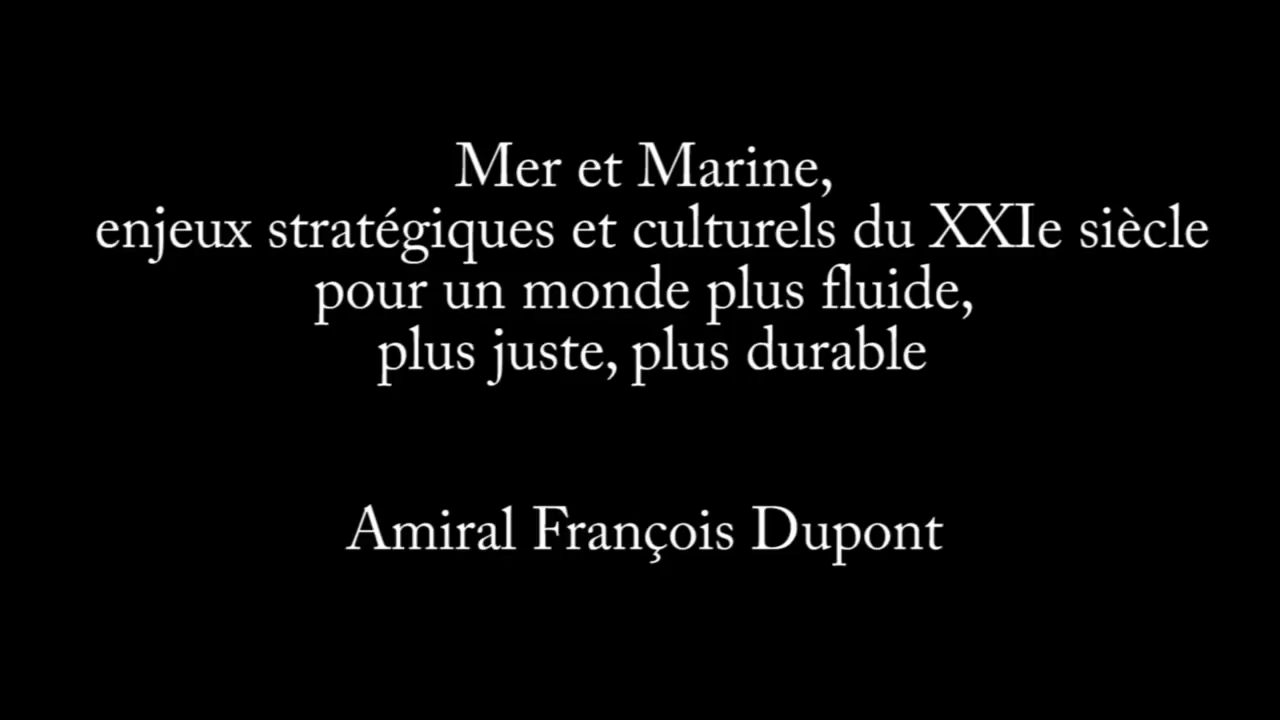 Mer et Marine,
enjeux stratégiques et culturels du XXIe siècle
pour un monde plus fluide,
plus juste, plus durable
Amiral François Dupont